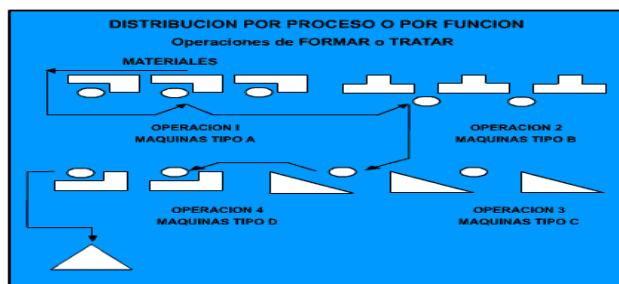 DISTRIBUCION POR PROCESO O POR FUNCION
Operaciones de FORMAR o TRATAR
MATERIALES
OPERACION I
MAQUINAS TIPO A
OPERACION 2
MAQUINAS TIPO B
OPERACION 4
MAQUINAS TIPO D
OPERACION 3
MAQUINAS TIPO C